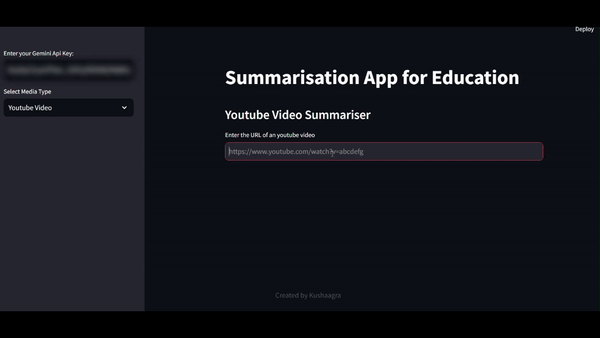 Deploy
Enter your Gemini Api Key:
Select Media Type
Youtube Video
Summarisation App for Education
Youtube Video Summariser
Enter the URL of an youtube video
https://www.youtube.com/watch?v=abcdefg
Created by Kushaagra